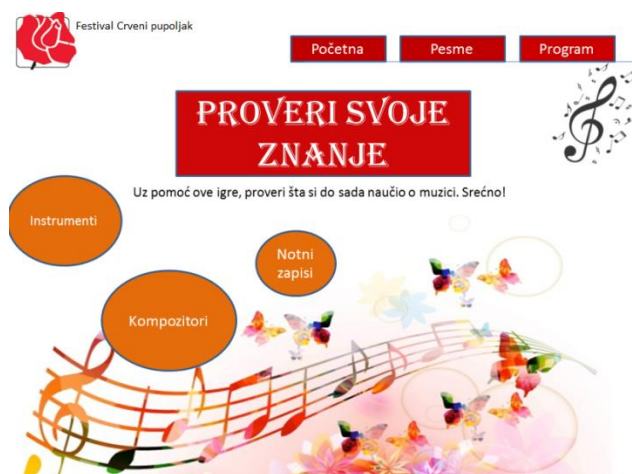 Festival Crveni pupoljak
Početna
Pesme
Program
PROVERI SVOJE
ZNANJE
Uz pomoć ove igre, proveri šta si do sada naučio o muzici. Srećno!
Instrumenti
Notni
zapisi
Kompozitori